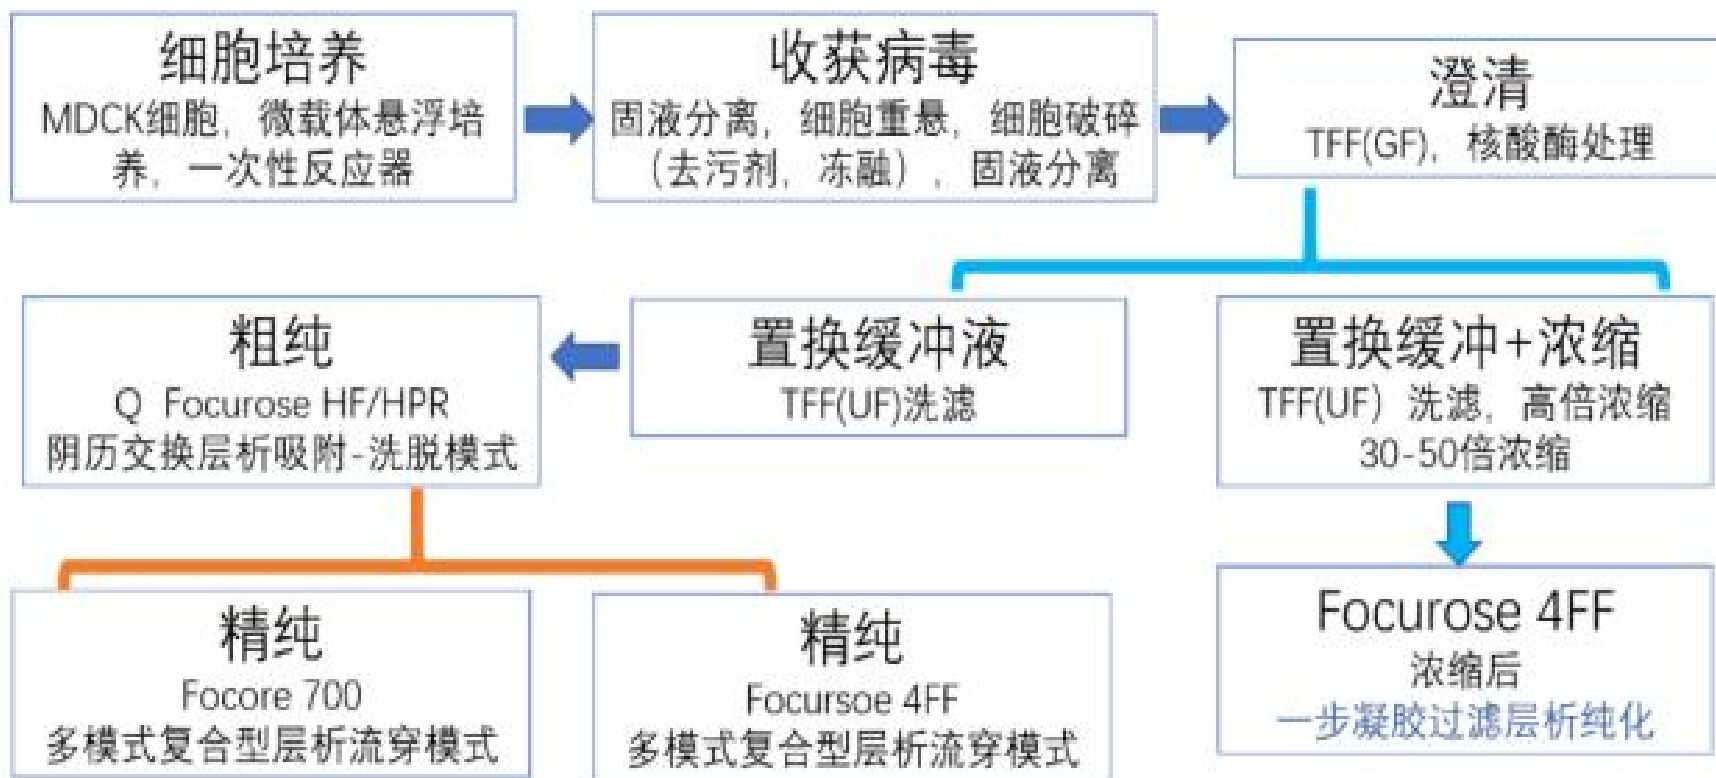 细胞培养
MDCK细胞，微载体悬浮培
养，一次性反应器
收获病毒
固液分离，细胞重悬，细胞破碎
（去污剂，冻融），固液分离
澄清
TFF(GF)，核酸酶处理
粗纯
Q Focurose HF/HPR
阴历交换层析吸附-洗脱模式
置换缓冲液
TFF(UF)洗滤
置换缓冲+浓缩
TFF(UF）洗滤，高倍浓缩
30-50倍浓缩
精纯
Focore 700
多模式复合型层析流穿模式
精纯
Focursoe 4FF
多模式复合型层析流穿模式
Focurose 4FF
浓缩后
一步凝胶过滤层析纯化